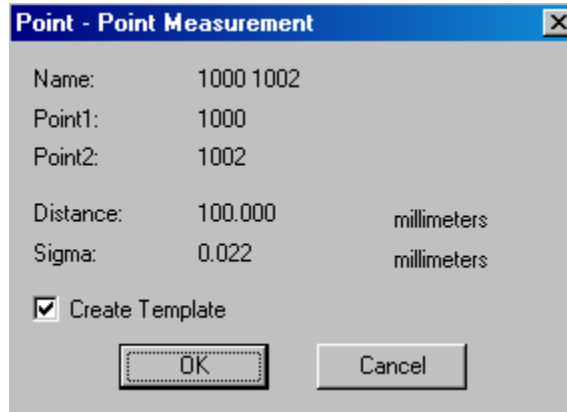 Point - Point Measurement
Name: 1000 1002
Point1: 1000
Point2: 1002
Distance: 100.000 millimeters
Sigma: 0.022 millimeters
Create Template
OK Cancel